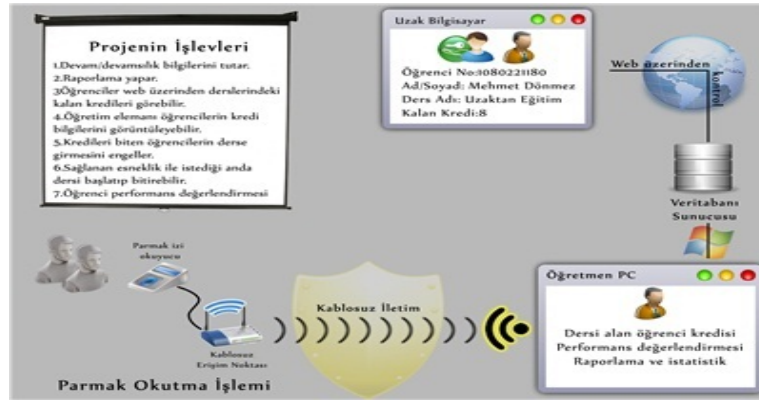 Projenin İşlevleri
1.Devam/devamsılık bilgilerini tutar.
2.Raporlama yapar.
3Öğrenciler web üzerinden derslerindeki
kalan kredileri görebilir.
4.Öğretim elemanı öğrencilerin kredi
bilgilerini görüntüleyebilir.
5.Kredileri biten öğrencilerin derse
girmesini engeller.
6.Sağlanan esneklik ile istediği anda
dersi başlatıp bitirebilir.
7.Öğrenci performans değerlendirmesi
Uzak Bilgisayar
Öğrenci No:1080221180
Ad/Soyad: Mehmet Dönmez
Ders Adı: Uzaktan Eğitim
Kalan Kredi:8
Web üzerinden
kontrol
Veritabanı
Sunucusu
Parmak izi
okuyucu
Kablosuz
Erişim Noktası
Kablosuz İletim
Öğretmen PC
Dersi alan öğrenci kredisi
Performans değerlendirmesi
Raporlama ve istatistik
Parmak Okutma İşlemi